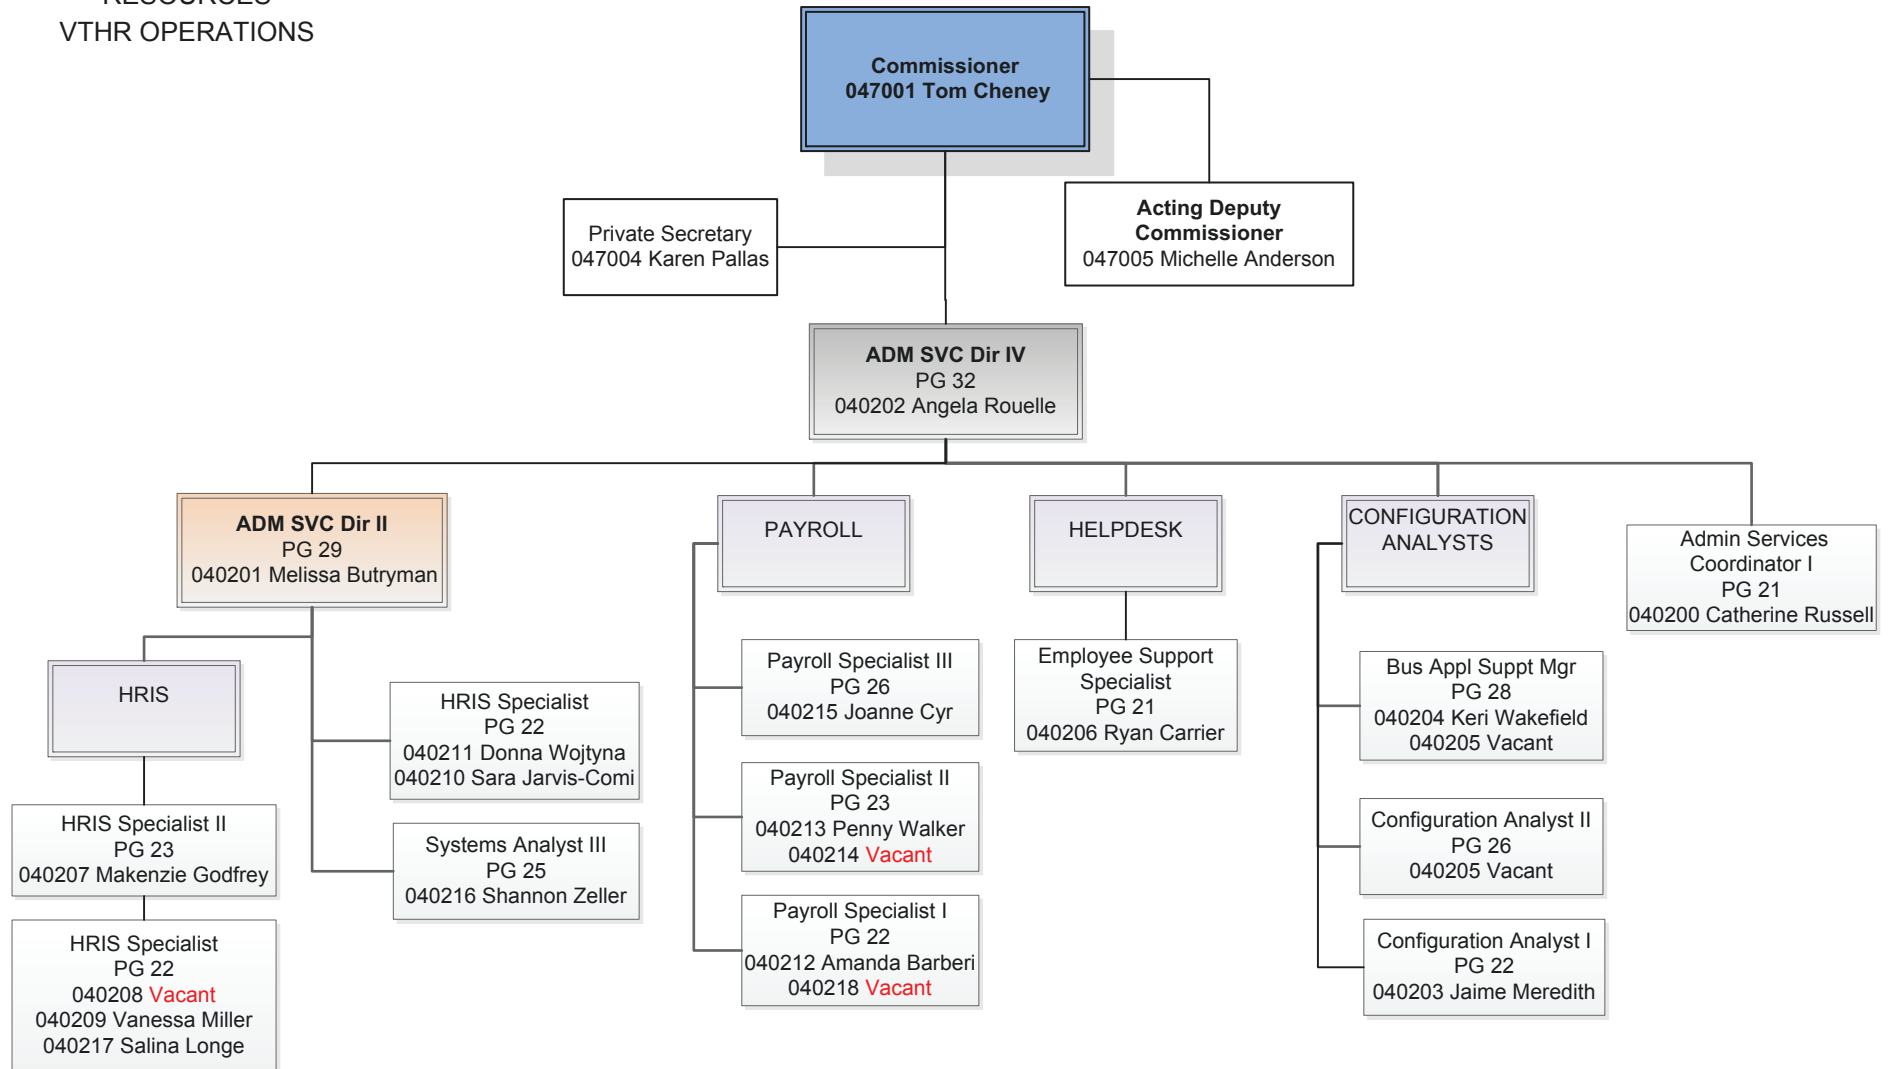 RESOURCES
VTHR OPERATIONS
Commissioner
047001 Tom Cheney
Private Secretary
047004 Karen Pallas
Acting Deputy
Commissioner
047005 Michelle Anderson
ADM SVC Dir IV
PG 32
040202 Angela Rouelle
ADM SVC Dir II
PG 29
040201 Melissa Butryman
PAYROLL
HELPDESK
CONFIGURATION
ANALYSTS
Admin Services
Coordinator I
PG 21
040200 Catherine Russell
HRIS
HRIS Specialist
PG 22
040211 Donna Wojtyna
040210 Sara Jarvis-Comi
Payroll Specialist III
PG 26
040215 Joanne Cyr
Employee Support
Specialist
PG 21
040206 Ryan Carrier
Bus Appl Suppt Mgr
PG 28
040204 Keri Wakefield
040205 Vacant
HRIS Specialist II
PG 23
040207 Makenzie Godfrey
Systems Analyst III
PG 25
040216 Shannon Zeller
Payroll Specialist II
PG 23
040213 Penny Walker
040214 Vacant
Configuration Analyst II
PG 26
040205 Vacant
HRIS Specialist
PG 22
040208 Vacant
040209 Vanessa Miller
040217 Salina Longe
Payroll Specialist I
PG 22
040212 Amanda Barberi
040218 Vacant
Configuration Analyst I
PG 22
040203 Jaime Meredith